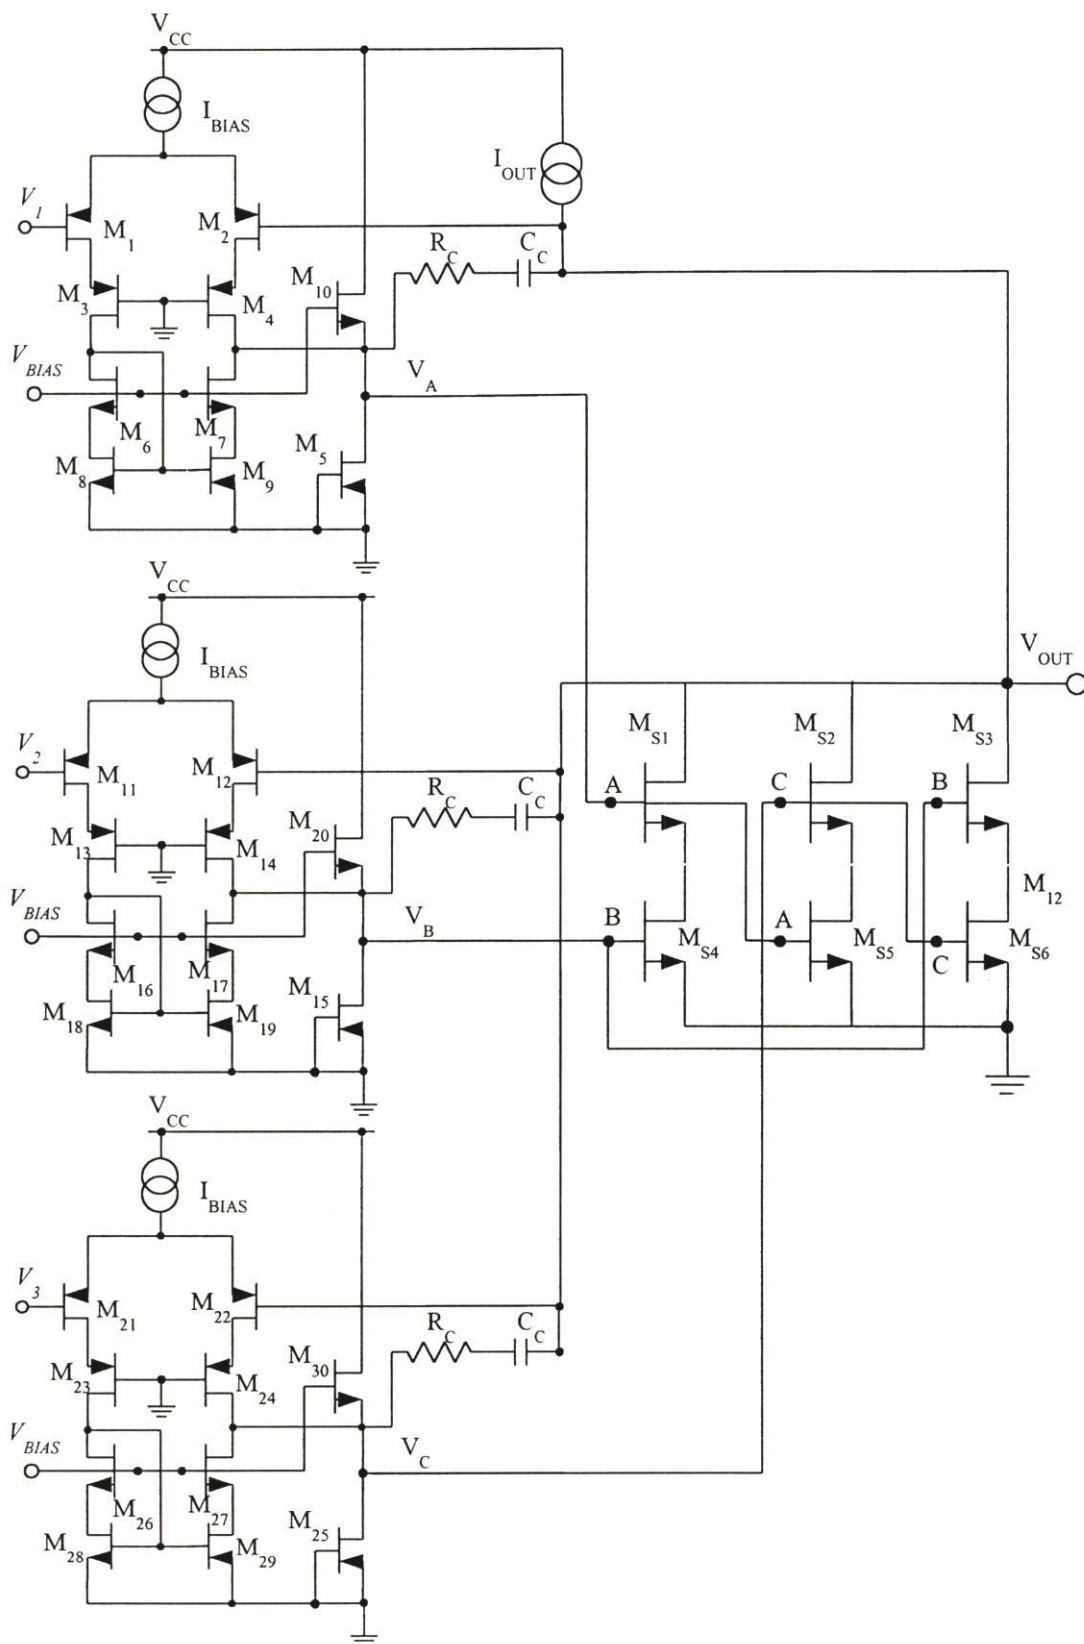 V_CC
I_BIAS
I_OUT
V_1
M_1
M_2
R_C
C_C
M_3
M_4
M_10
V_BIAS
V_A
M_6
M_7
M_5
M_8
M_9
V_CC
I_BIAS
V_OUT
M_S1
M_S2
M_S3
V_2
M_11
M_12
R_C
C_C
A
C
B
M_13
M_14
M_20
M_12
V_BIAS
V_B
B
M_S4
A
M_S5
C
M_S6
M_16
M_17
M_15
M_18
M_19
V_CC
I_BIAS
V_3
M_21
M_22
R_C
C_C
M_23
M_24
M_30
V_BIAS
V_C
M_26
M_27
M_25
M_28
M_29